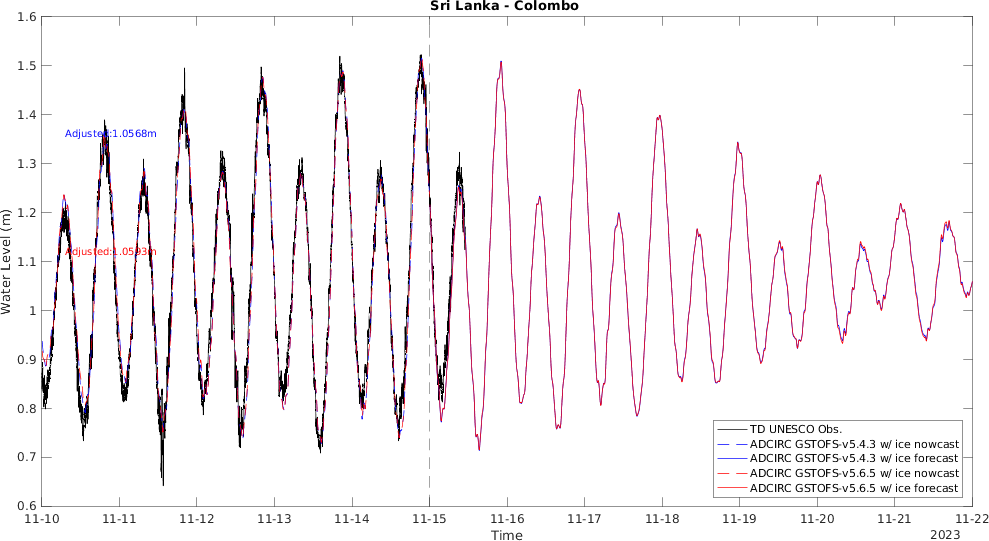 Sri Lanka - Colombo
1.6
1.5
1.4
1.3
1.2
1.1
1
0.9
0.8
0.7
0.6
Water Level (m)
Adjusted:1.0568m
Adjusted:1.0593m
TD UNESCO Obs.
ADCIRC GSTOFS-v5.4.3 w/ ice nowcast
ADCIRC GSTOFS-v5.4.3 w/ ice forecast
ADCIRC GSTOFS-v5.6.5 w/ ice nowcast
ADCIRC GSTOFS-v5.6.5 w/ ice forecast
11-10 11-11 11-12 11-13 11-14 11-15 11-16 11-17 11-18 11-19 11-20 11-21 11-22
Time
2023